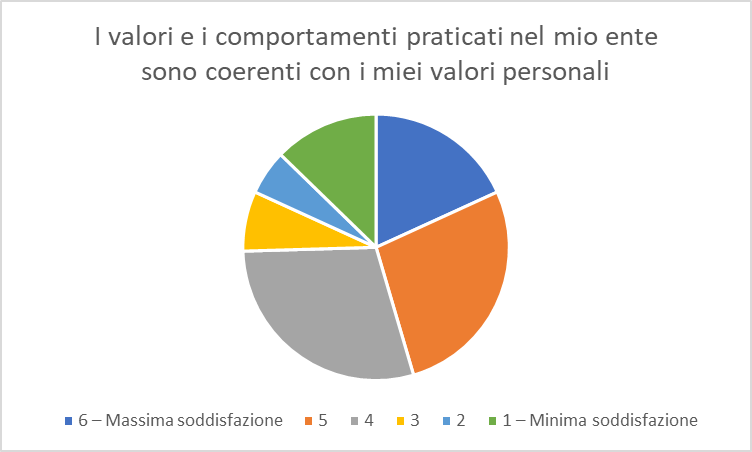 I valori e i comportamenti praticati nel mio ente
sono coerenti con i miei valori personali
6 – Massima soddisfazione 5 4 3 2 1 – Minima soddisfazione